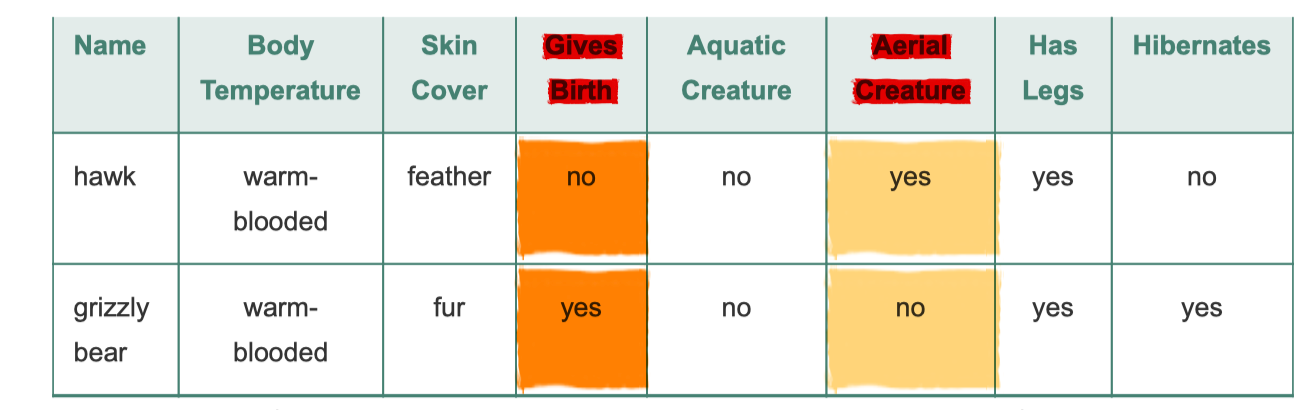 Name Body Temperature Skin Cover Gives Birth Aquatic Creature Aerial Creature Has Legs Hibernates
hawk warm-blooded feather no no yes yes no
grizzly bear warm-blooded fur yes no no yes yes